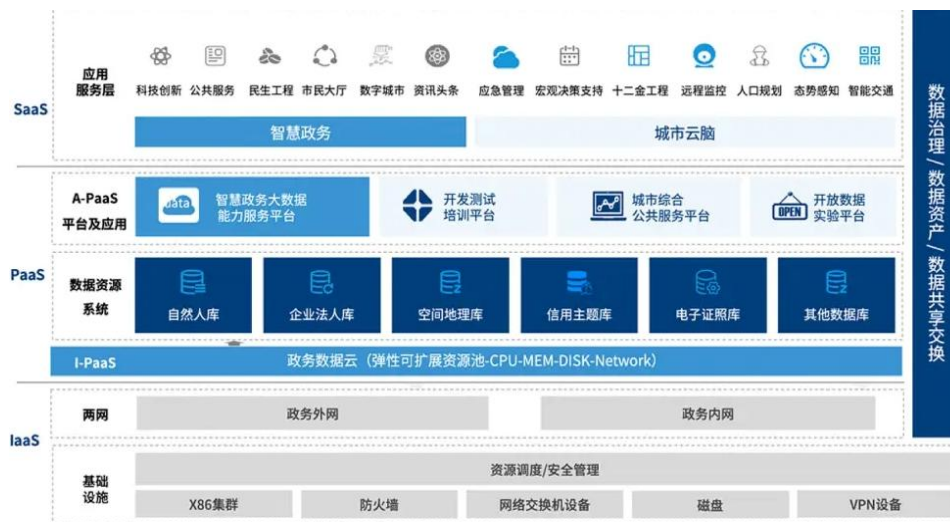 SaaS
应用
服务层
科技创新 公共服务 民生工程 市民大厅 数字城市 资讯头条 应急管理 宏观决策支持 十二金工程 远程监控 人口规划 态势感知 智能交通
智慧政务 城市云脑
A-PaaS
平台及应用
data
智慧政务大数据
能力服务平台
开发测试
培训平台
城市综合
公共服务平台
OPEN
开放数据
实验平台
PaaS
数据资源
系统
自然人库 企业法人库 空间地理库 信用主题库 电子证照库 其他数据库
I-PaaS 政务数据云（弹性可扩展资源池-CPU-MEM-DISK-Network）
IaaS
两网 政务外网 政务内网
基础
设施
资源调度/安全管理
X86集群 防火墙 网络交换机设备 磁盘 VPN设备
数据治理/数据资产/数据共享交换